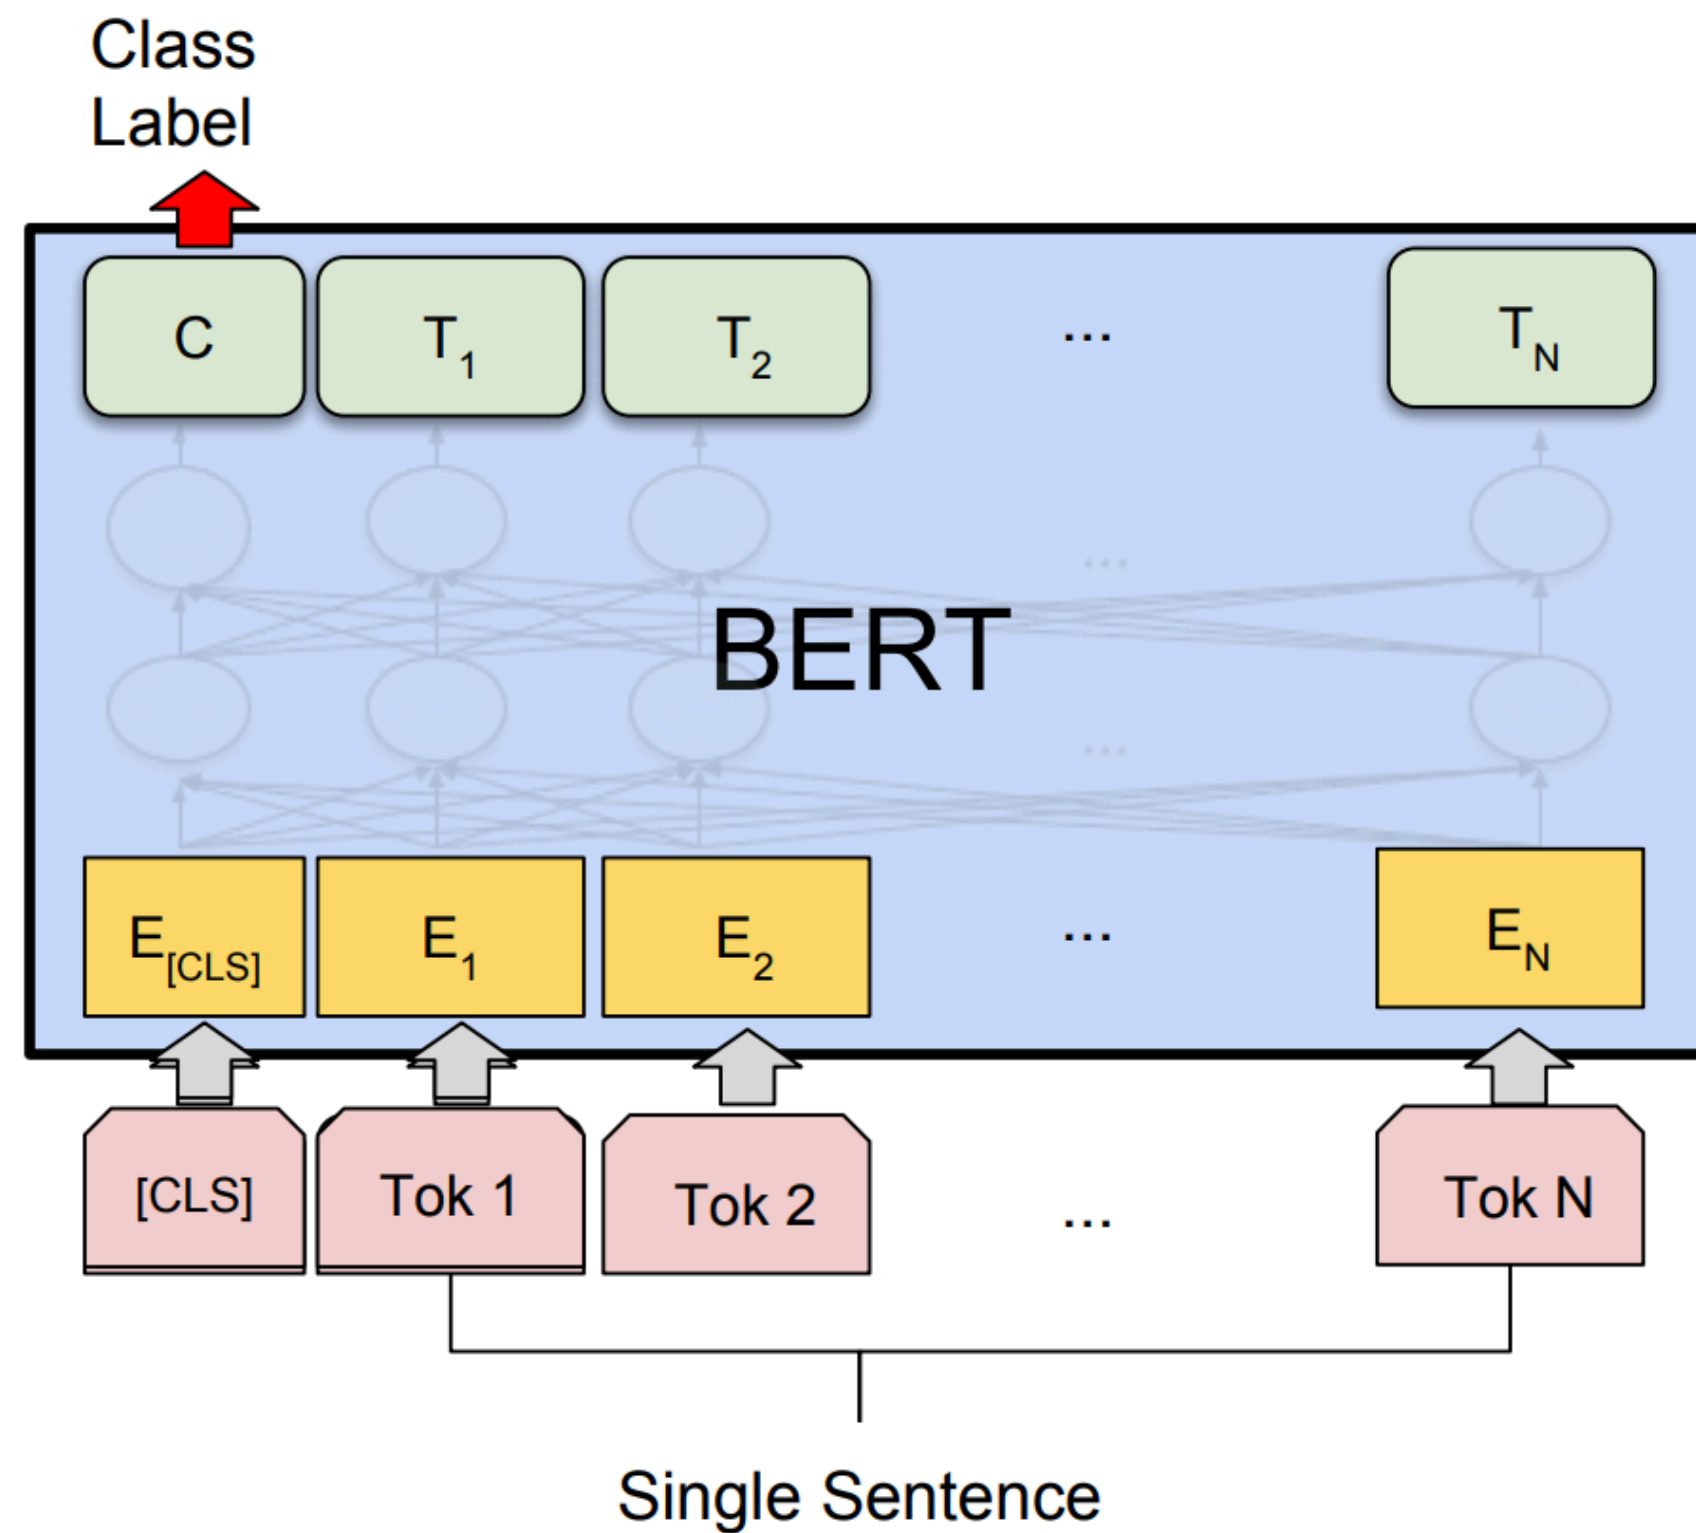 Class
Label
C T1 T2 ... TN
...
BERT
...
E[CLS] E1 E2 ... EN
[CLS] Tok 1 Tok 2 ... Tok N
Single Sentence